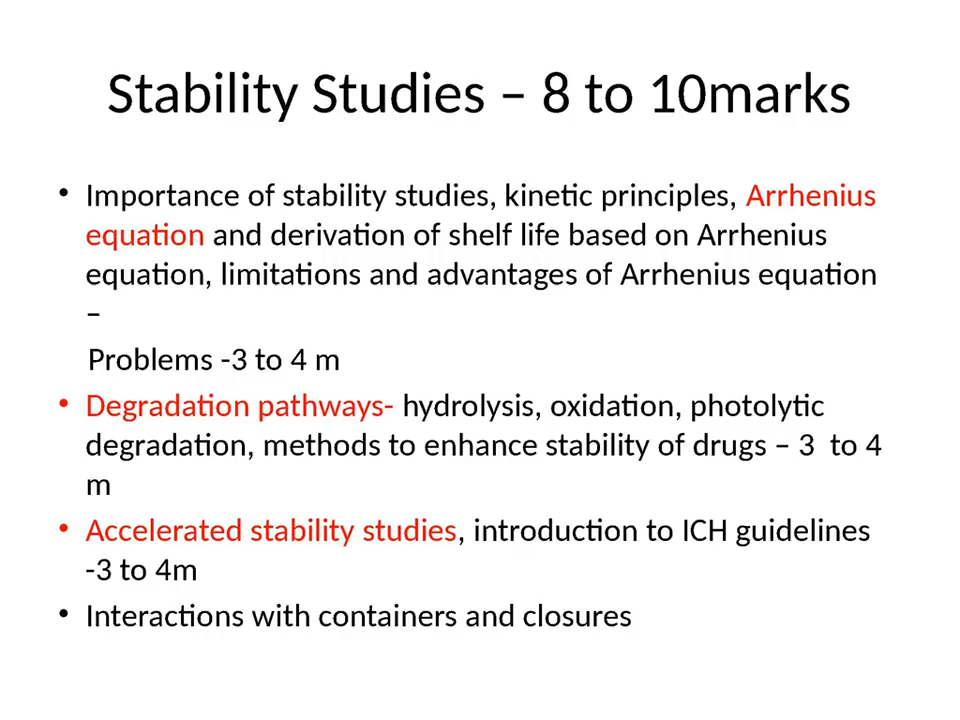 Stability Studies – 8 to 10marks
• Importance of stability studies, kinetic principles, Arrhenius
equation and derivation of shelf life based on Arrhenius
equation, limitations and advantages of Arrhenius equation
–
Problems -3 to 4 m
• Degradation pathways- hydrolysis, oxidation, photolytic
degradation, methods to enhance stability of drugs – 3  to 4
m
• Accelerated stability studies, introduction to ICH guidelines
-3 to 4m
• Interactions with containers and closures